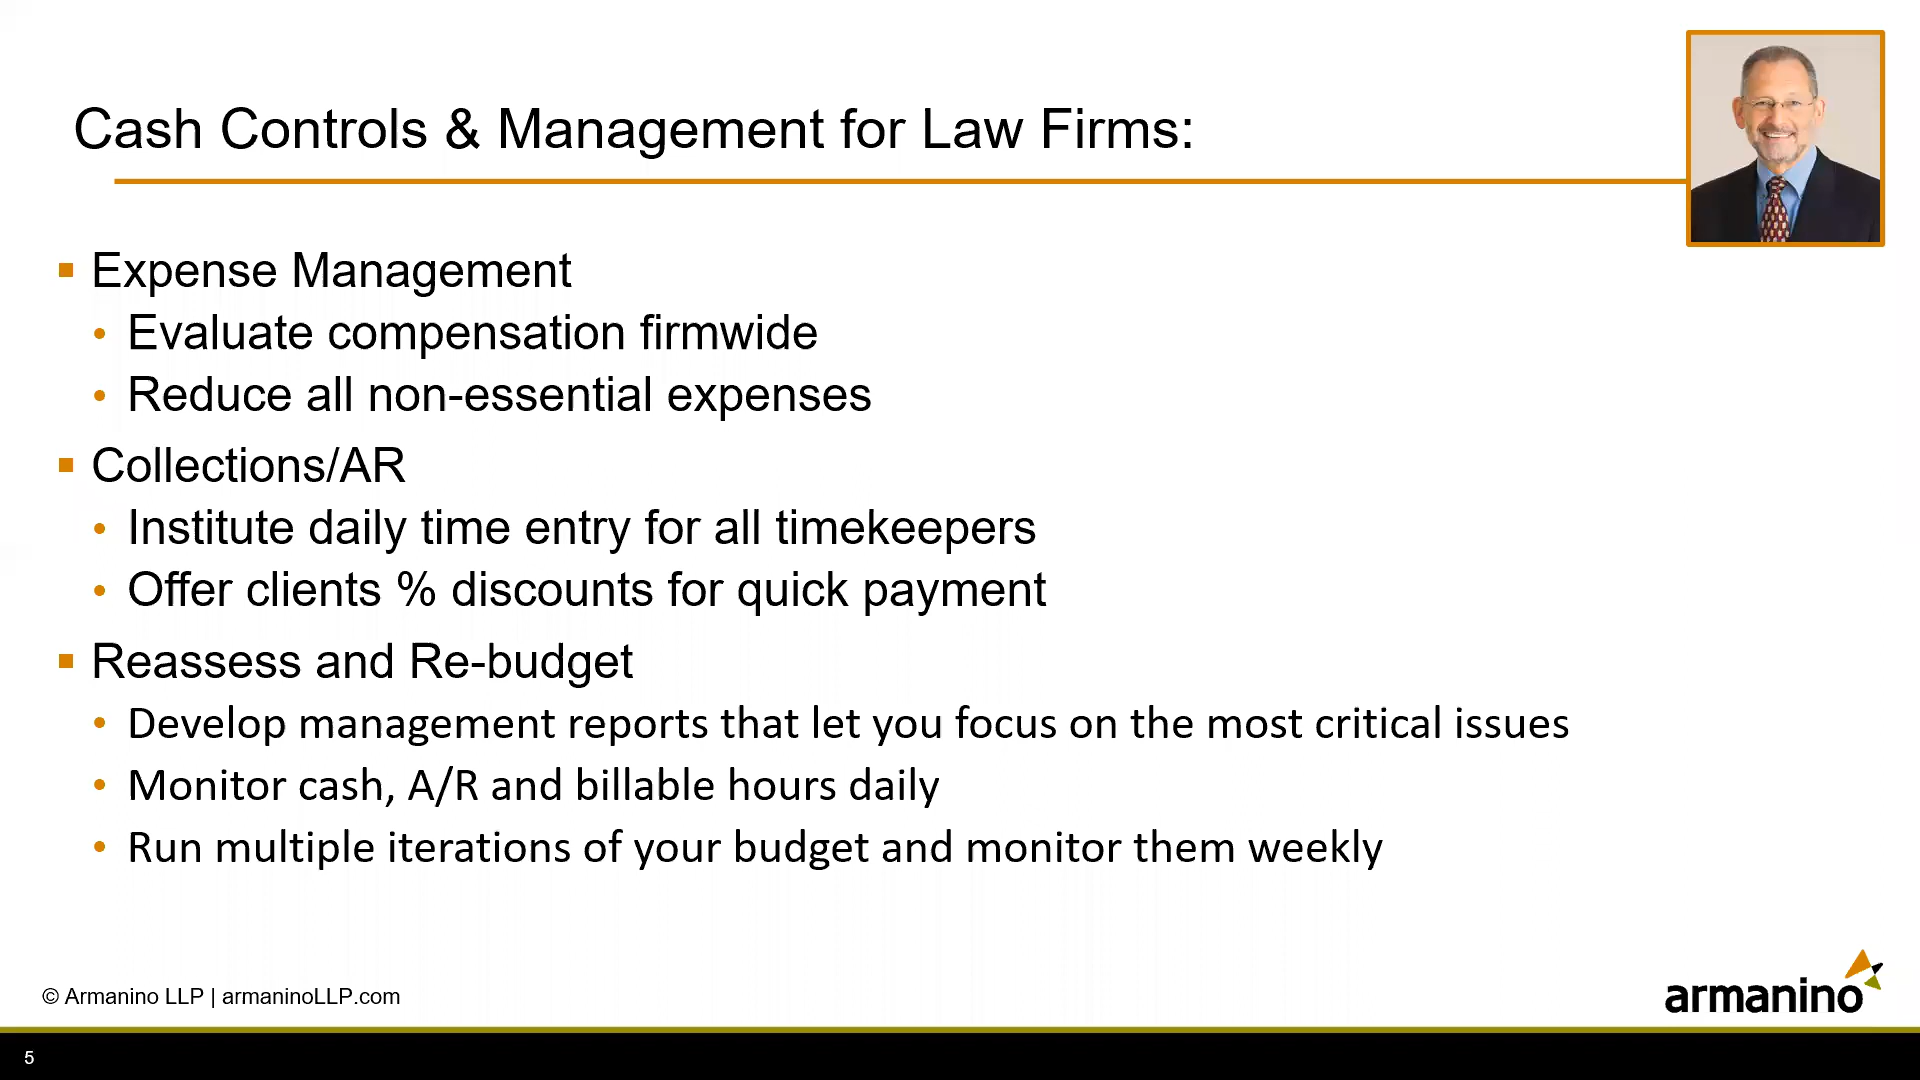 Cash Controls & Management for Law Firms:
Expense Management
Evaluate compensation firmwide
Reduce all non-essential expenses
Collections/AR
Institute daily time entry for all timekeepers
Offer clients % discounts for quick payment
Reassess and Re-budget
Develop management reports that let you focus on the most critical issues
Monitor cash, A/R and billable hours daily
Run multiple iterations of your budget and monitor them weekly
© Armanino LLP | armaninoLLP.com
armanino
5